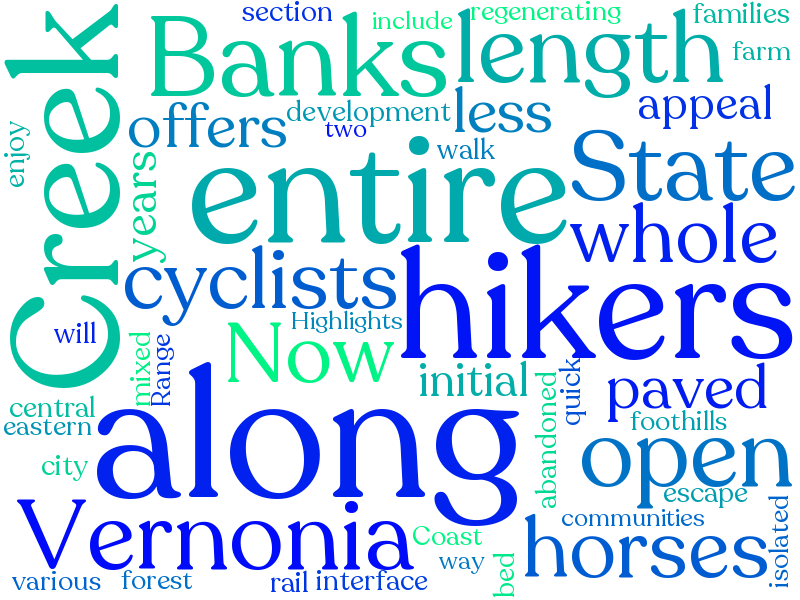 section
include
regenerating
families
Creek
Banks
length
farm
appeal
development
offers
two
less
walk
enjoy
years
entire
State
whole
cyclists
hikers
Highlights
will
Now
mixed
Range
initial
quick
paved
central
eastern
along
abandoned
foothills
city
open
escape
Vernonia
communities
isolated
Coast
horses
way
bed
various
forest
rail
interface